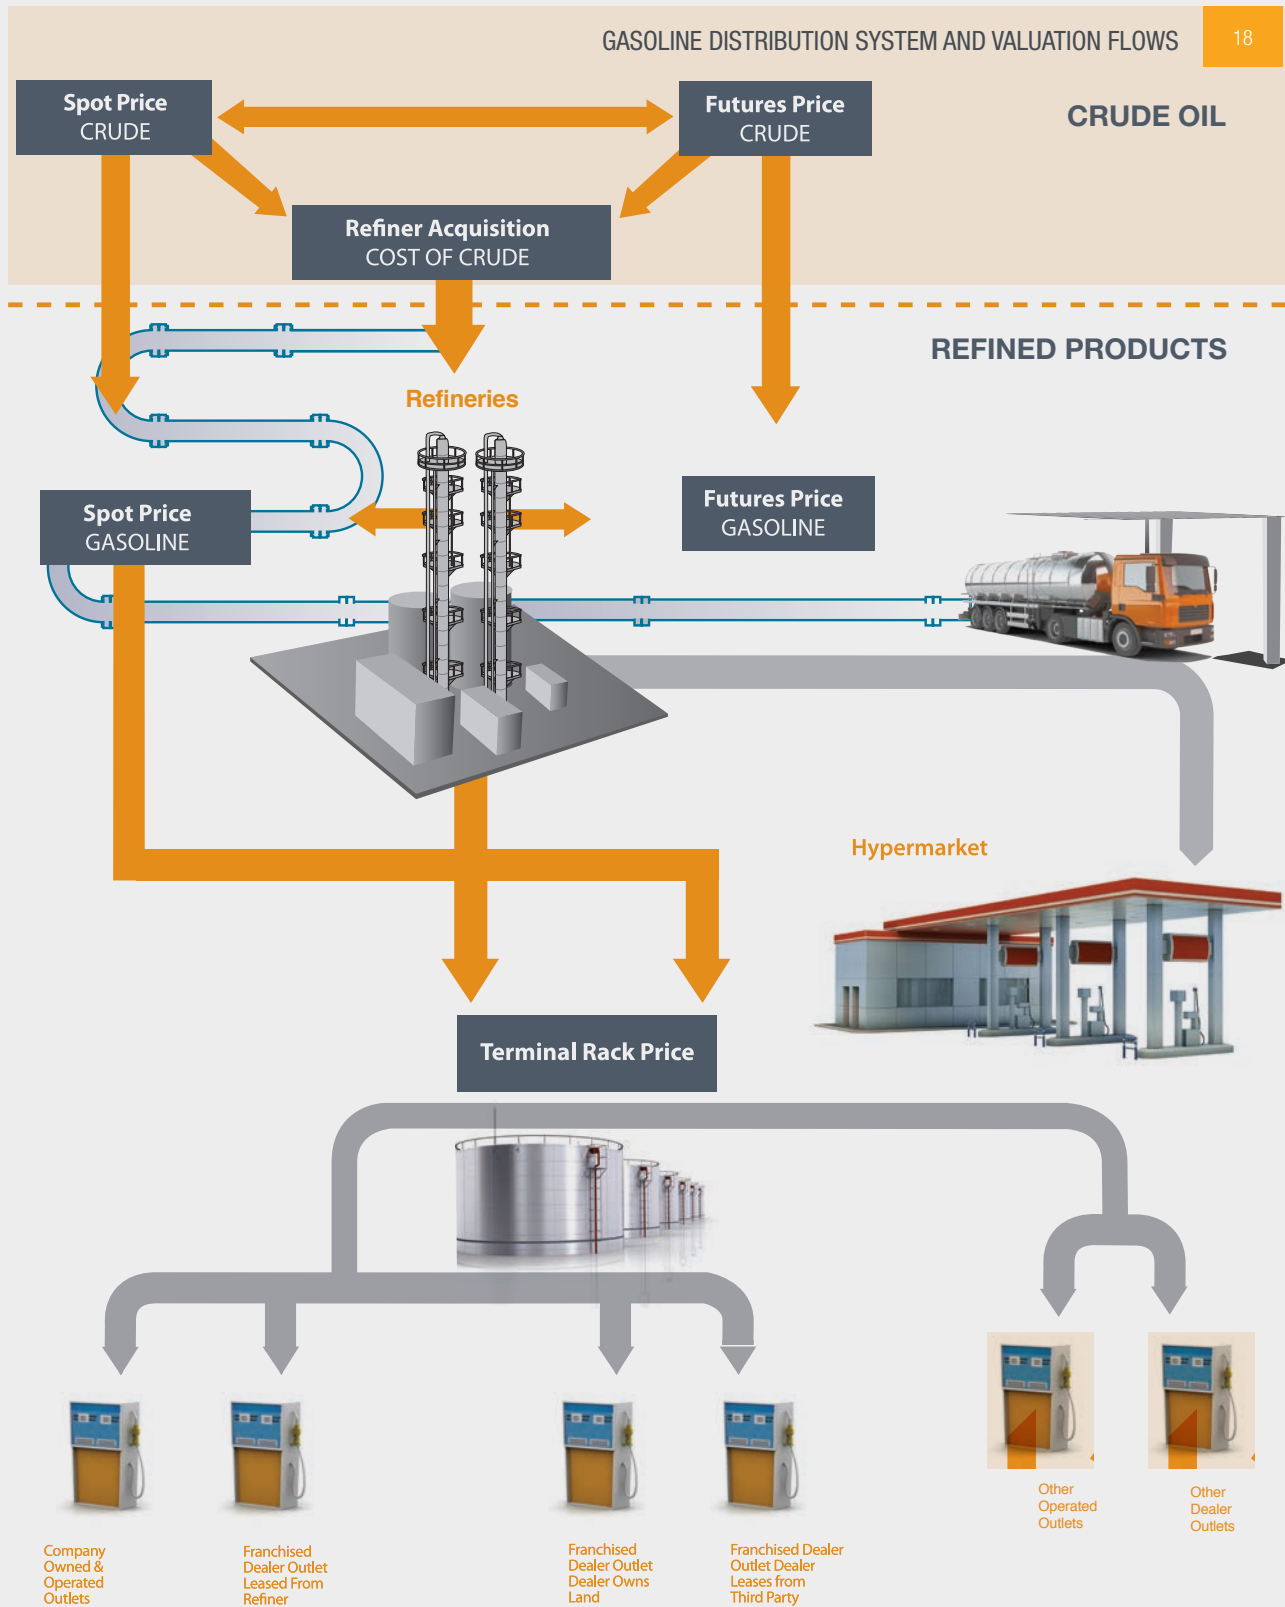 GASOLINE DISTRIBUTION SYSTEM AND VALUATION FLOWS
18
CRUDE OIL
Spot Price
CRUDE
Futures Price
CRUDE
Refiner Acquisition
COST OF CRUDE
REFINED PRODUCTS
Refineries
Spot Price
GASOLINE
Futures Price
GASOLINE
Hypermarket
Terminal Rack Price
Other
Operated
Outlets
Other
Dealer
Outlets
Company
Owned &
Operated
Outlets
Franchised
Dealer Outlet
Leased From
Refiner
Franchised
Dealer Outlet
Dealer Owns
Land
Franchised Dealer
Outlet Dealer
Leases from
Third Party